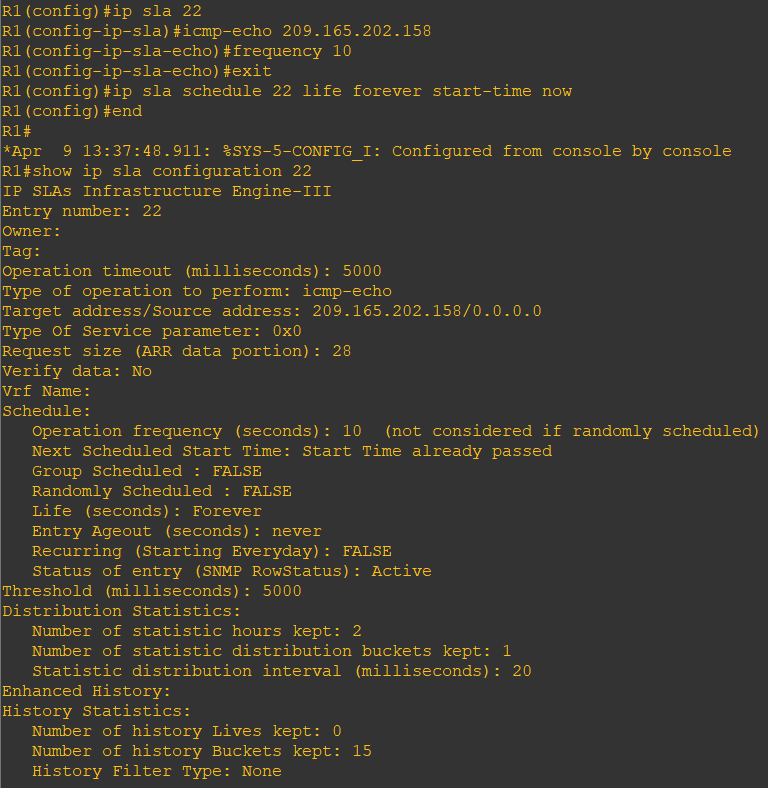 R1(config)#ip sla 22
R1(config-ip-sla)#icmp-echo 209.165.202.158
R1(config-ip-sla-echo)#frequency 10
R1(config-ip-sla-echo)#exit
R1(config)#ip sla schedule 22 life forever start-time now
R1(config)#end
R1#
*Apr  9 13:37:48.911: %SYS-5-CONFIG_I: Configured from console by console
R1#show ip sla configuration 22
IP SLAs Infrastructure Engine-III
Entry number: 22
Owner:
Tag:
Operation timeout (milliseconds): 5000
Type of operation to perform: icmp-echo
Target address/Source address: 209.165.202.158/0.0.0.0
Type Of Service parameter: 0x0
Request size (ARR data portion): 28
Verify data: No
Vrf Name:
Schedule:
   Operation frequency (seconds): 10  (not considered if randomly scheduled)
   Next Scheduled Start Time: Start Time already passed
   Group Scheduled : FALSE
   Randomly Scheduled : FALSE
   Life (seconds): Forever
   Entry Ageout (seconds): never
   Recurring (Starting Everyday): FALSE
   Status of entry (SNMP RowStatus): Active
Threshold (milliseconds): 5000
Distribution Statistics:
   Number of statistic hours kept: 2
   Number of statistic distribution buckets kept: 1
   Statistic distribution interval (milliseconds): 20
Enhanced History:
History Statistics:
   Number of history Lives kept: 0
   Number of history Buckets kept: 15
   History Filter Type: None